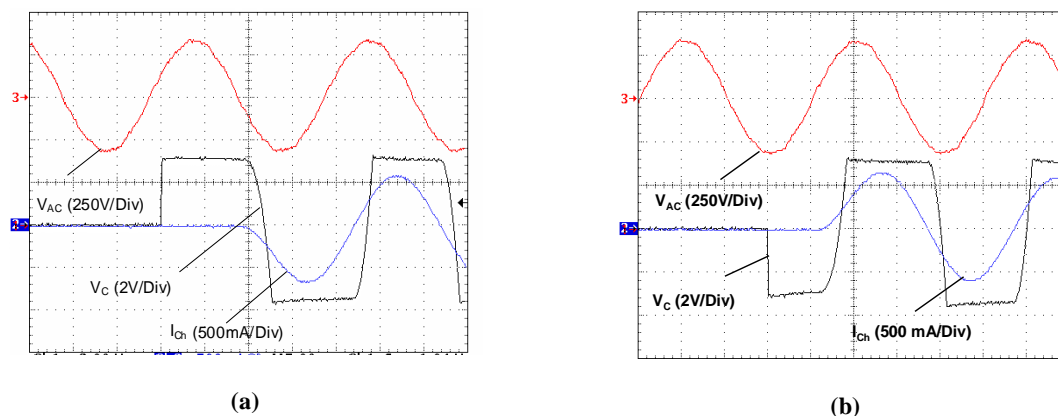 3
V_AC (250V/Div)
V_C (2V/Div)
I_Ch (500mA/Div)
(a)
3
V_AC (250V/Div)
V_C (2V/Div)
I_Ch (500 mA/Div)
(b)